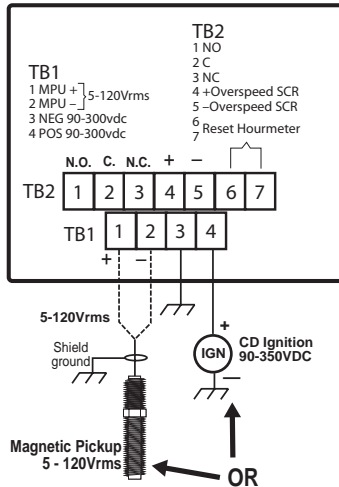 TB2
1 NO
2 C
3 NC
4 +Overspeed SCR
5 –Overspeed SCR
6
7 Reset Hourmeter
TB1
1 MPU +
2 MPU –
5-120Vrms
3 NEG 90-300vdc
4 POS 90-300vdc
N.O. C. N.C. + –
TB2 1 2 3 4 5 6 7
TB1 1 2 3 4
+ –
5-120Vrms
Shield
ground
+
IGN
–
CD Ignition
90-350VDC
Magnetic Pickup
5 - 120Vrms
OR